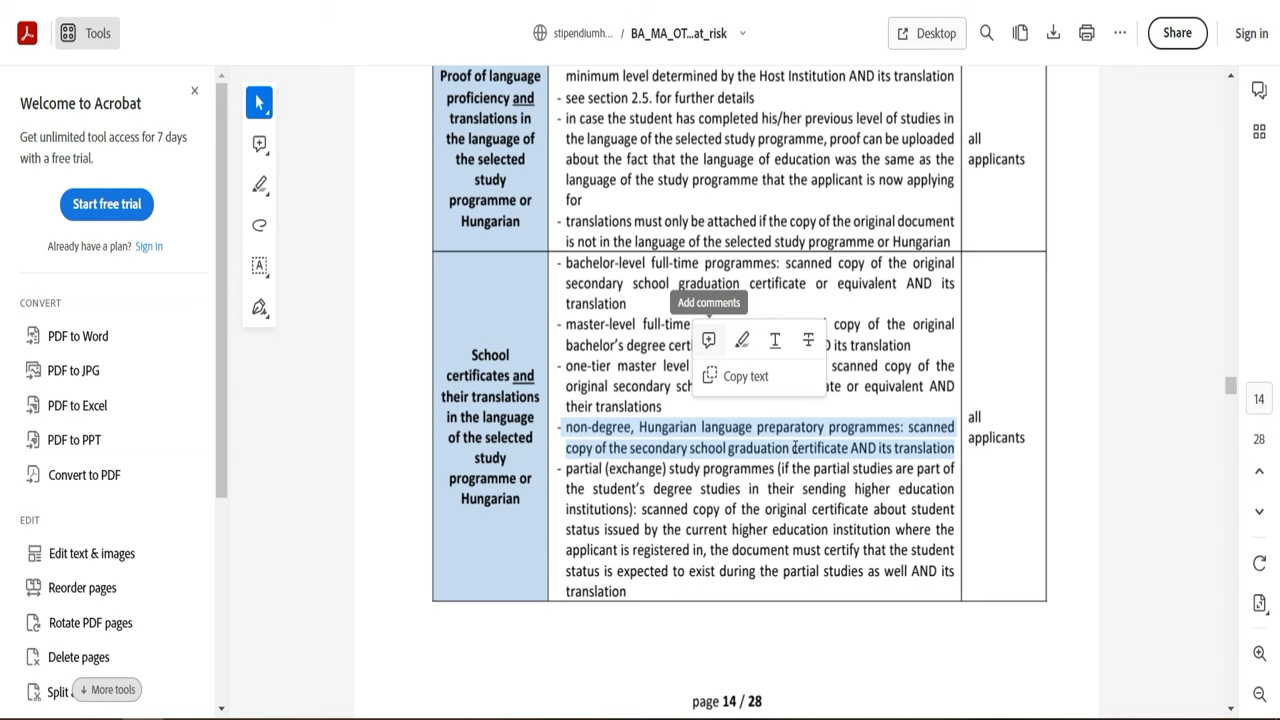 Tools
stipendiumh... / BA_MA_OT...at_risk
Desktop
Share
Sign in
Welcome to Acrobat
Get unlimited tool access for 7 days
with a free trial.
Start free trial
Already have a plan? Sign in
CONVERT
PDF to Word
PDF to JPG
PDF to Excel
PDF to PPT
Convert to PDF
EDIT
Edit text & images
Reorder pages
Rotate PDF pages
Delete pages
Split
More tools
Proof of language
proficiency and
translations in
the language of
the selected
study
programme or
Hungarian
minimum level determined by the Host Institution AND its translation
- see section 2.5. for further details
- in case the student has completed his/her previous level of studies in
the language of the selected study programme, proof can be uploaded
about the fact that the language of education was the same as the
language of the study programme that the applicant is now applying
for
- translations must only be attached if the copy of the original document
is not in the language of the selected study programme or Hungarian
all
applicants
School
certificates and
their translations
in the language
of the selected
study
programme or
Hungarian
- bachelor-level full-time programmes: scanned copy of the original
secondary school graduation certificate or equivalent AND its
translation
- master-level full-time copy of the original
bachelor's degree its translation
- one-tier master level scanned copy of the
original secondary or equivalent AND
their translations
- non-degree, Hungarian language preparatory programmes: scanned
copy of the secondary school graduation certificate AND its translation
- partial (exchange) study programmes (if the partial studies are part of
the student's degree studies in their sending higher education
institutions): scanned copy of the original certificate about student
status issued by the current higher education institution where the
applicant is registered in, the document must certify that the student
status is expected to exist during the partial studies as well AND its
translation
all
applicants
Add comments
Copy text
page 14 / 28
14
28